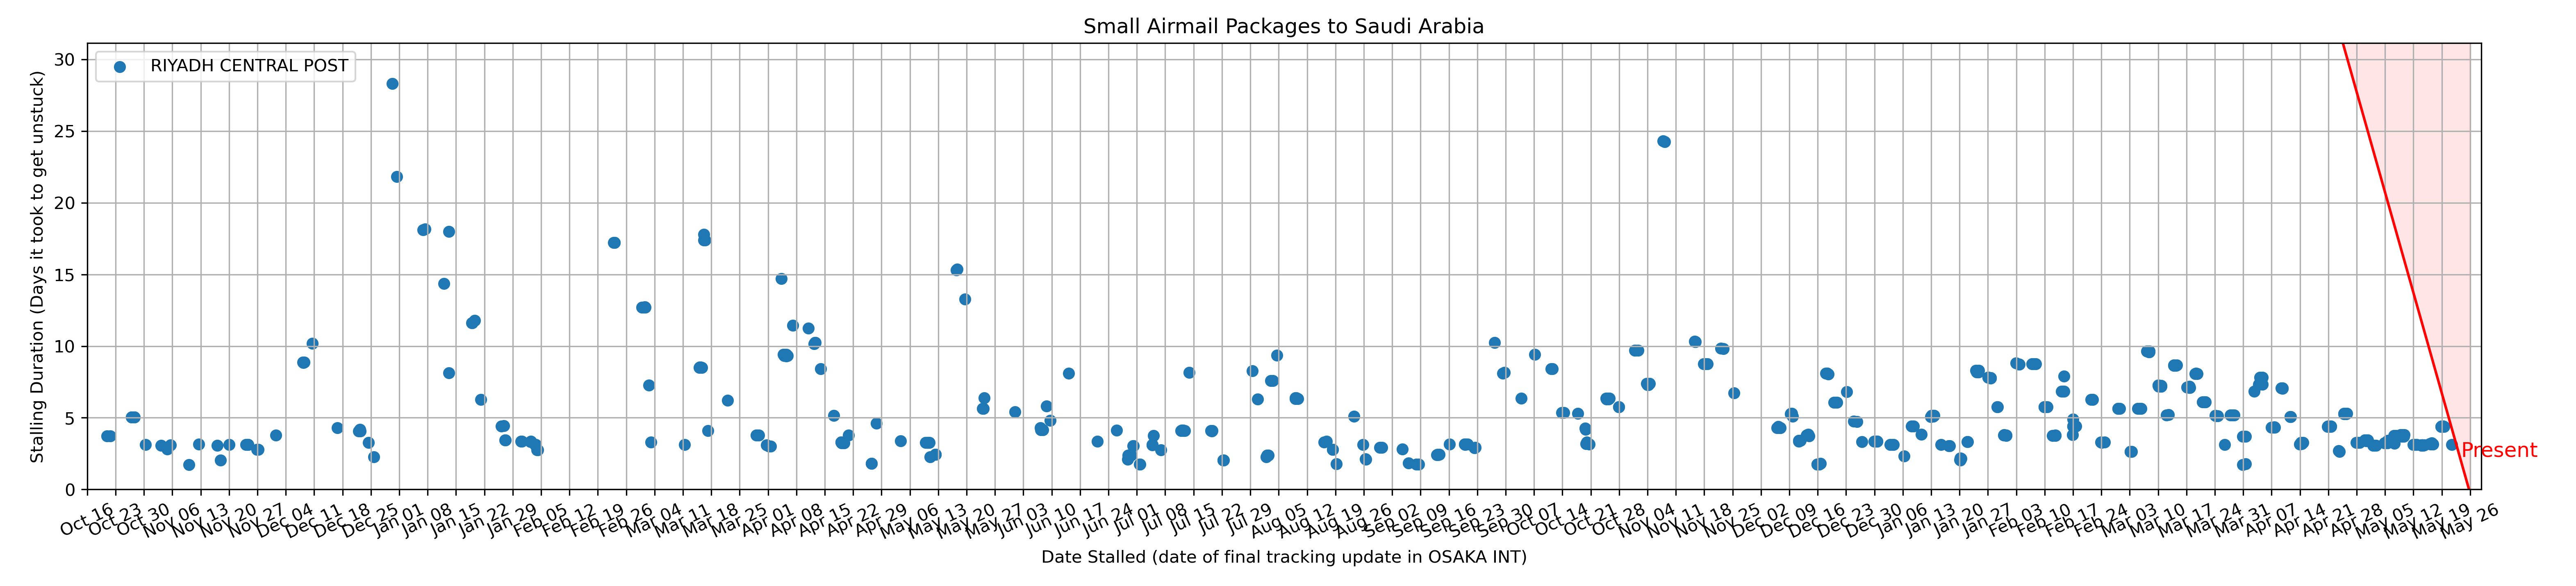 Small Airmail Packages to Saudi Arabia
RIYADH CENTRAL POST
Stalling Duration (Days it took to get unstuck)
30
25
20
15
10
5
0
Present
Oct 16
Oct 23
Oct 30
Nov 06
Nov 13
Nov 20
Nov 27
Dec 04
Dec 11
Dec 18
Dec 25
Jan 01
Jan 08
Jan 15
Jan 22
Jan 29
Feb 05
Feb 12
Feb 19
Feb 26
Mar 04
Mar 11
Mar 18
Mar 25
Apr 01
Apr 08
Apr 15
Apr 22
Apr 29
May 06
May 13
May 20
May 27
Jun 03
Jun 10
Jun 17
Jun 24
Jul 01
Jul 08
Jul 15
Jul 22
Jul 29
Aug 05
Aug 12
Aug 19
Aug 26
Sep 02
Sep 09
Sep 16
Sep 23
Sep 30
Oct 07
Oct 14
Oct 21
Oct 28
Nov 04
Nov 11
Nov 18
Nov 25
Dec 02
Dec 09
Dec 16
Dec 23
Dec 30
Jan 06
Jan 13
Jan 20
Jan 27
Feb 03
Feb 10
Feb 17
Feb 24
Mar 03
Mar 10
Mar 17
Mar 24
Mar 31
Apr 07
Apr 14
Apr 21
Apr 28
May 05
May 12
May 19
May 26
Date Stalled (date of final tracking update in OSAKA INT)